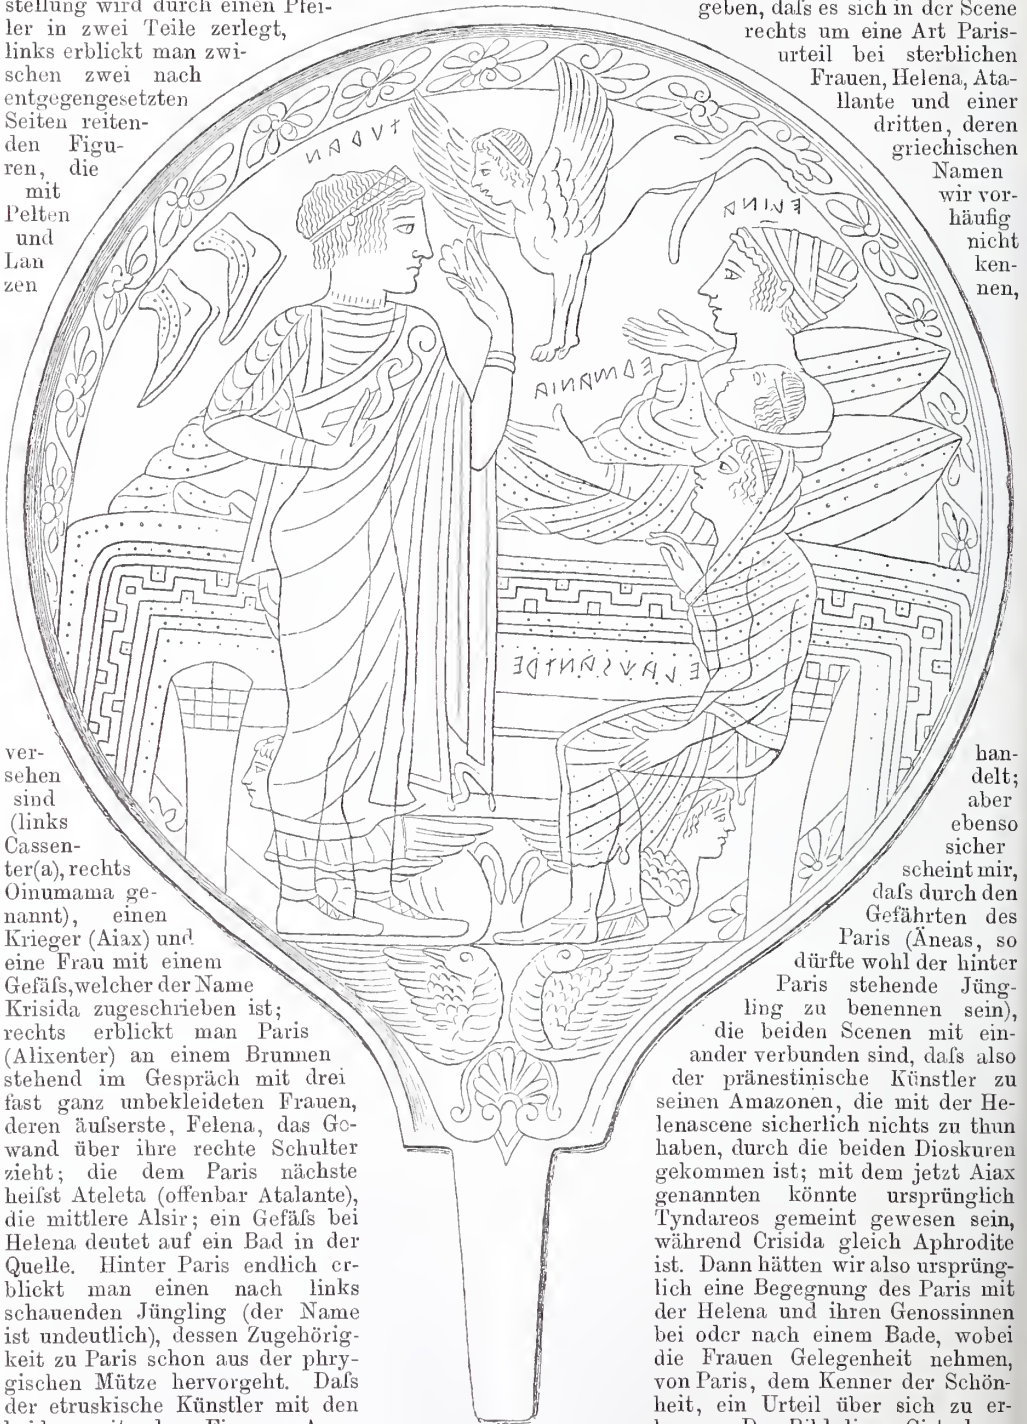 stellung wird durch einen Pfei-
ler in zwei Teile zerlegt,
links erblickt man zwi-
schen zwei nach
entgegengesetzten
Seiten reiten-
den Figu-
ren, die
mit
Pelten
und
Lan
zen
ver-
sehen
sind
(links
Cassen-
ter(a), rechts
Oinumama ge-
nannt), einen
Krieger (Aiax) und
eine Frau mit einem
Gefäſs, welcher der Name
Krisida zugeschrieben ist;
rechts erblickt man Paris
(Alixenter) an einem Brunnen
stehend im Gespräch mit drei
fast ganz unbekleideten Frauen,
deren äuſserste, Felena, das Ge-
wand über ihre rechte Schulter
zieht; die dem Paris nächste
heiſst Ateleta (offenbar Atalante),
die mittlere Alsir; ein Gefäſs bei
Helena deutet auf ein Bad in der
Quelle. Hinter Paris endlich er-
blickt man einen nach links
schauenden Jüngling (der Name
ist undeutlich), dessen Zugehörig-
keit zu Paris schon aus der phry-
gischen Mütze hervorgeht. Daſs
der etruskische Künstler mit den
TVRAN
ELINA
ERMANIA
ELAXSANTRE
geben, daſs es sich in der Scene
rechts um eine Art Paris-
urteil bei sterblichen
Frauen, Helena, Ata-
llante und einer
dritten, deren
griechischen
Namen
wir vor-
häufig
nicht
ken-
nen,
han-
delt;
aber
ebenso
sicher
scheint mir,
daſs durch den
Gefährten des
Paris (Äneas, so
dürfte wohl der hinter
Paris stehende Jüng-
ling zu benennen sein),
die beiden Scenen mit ein-
ander verbunden sind, daſs also
der pränestinische Künstler zu
seinen Amazonen, die mit der He-
lenascene sicherlich nichts zu thun
haben, durch die beiden Dioskuren
gekommen ist; mit dem jetzt Aiax
genannten könnte ursprünglich
Tyndareos gemeint gewesen sein,
während Crisida gleich Aphrodite
ist. Dann hätten wir also ursprüng-
lich eine Begegnung des Paris mit
der Helena und ihren Genossinnen
bei oder nach einem Bade, wobei
die Frauen Gelegenheit nehmen,
von Paris, dem Kenner der Schön-
heit, ein Urteil über sich zu er-